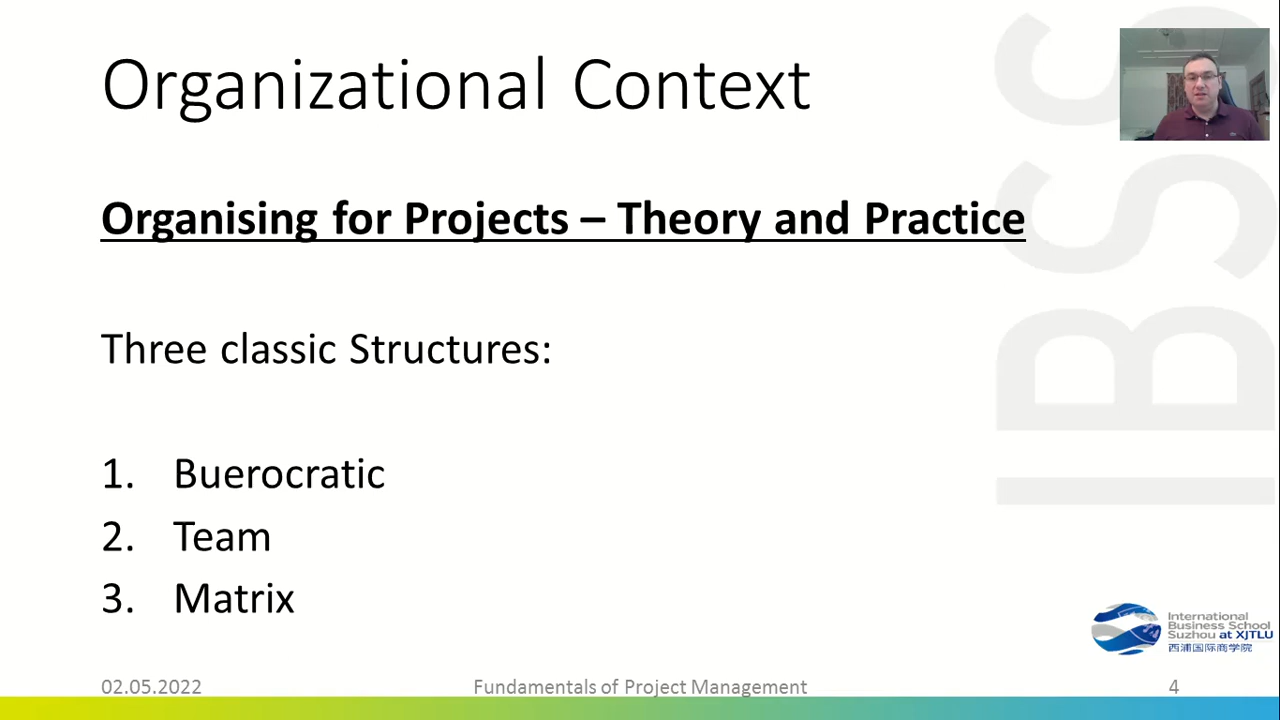 Organizational Context
Organising for Projects – Theory and Practice
Three classic Structures:
1. Buerocratic
2. Team
3. Matrix
IBSS
International
Business School
Suzhou at XJTLU
西浦国际商学院
02.05.2022
Fundamentals of Project Management
4